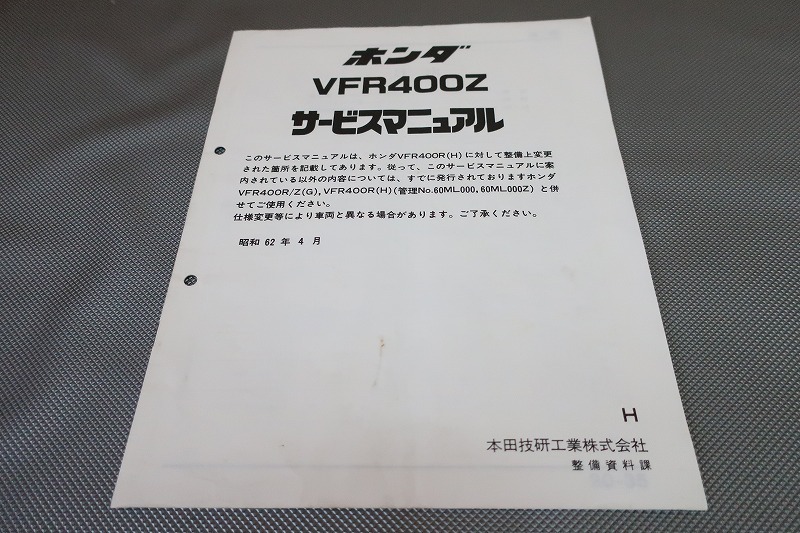 ホンダ
VFR400Z
サービスマニュアル
このサービスマニュアルは、ホンダVFR400R(H)に対して整備上変更
された箇所を記載してあります。従って、このサービスマニュアルに案
内されている以外の内容については、すでに発行されておりますホンダ
VFR400R/Z(G), VFR400R(H)(管理No.60ML000, 60ML000Z) と併
せてご使用ください。
仕様変更等により車両と異なる場合があります。ご了承ください。
昭和 62 年 4 月
H
本田技研工業株式会社
整備資料課